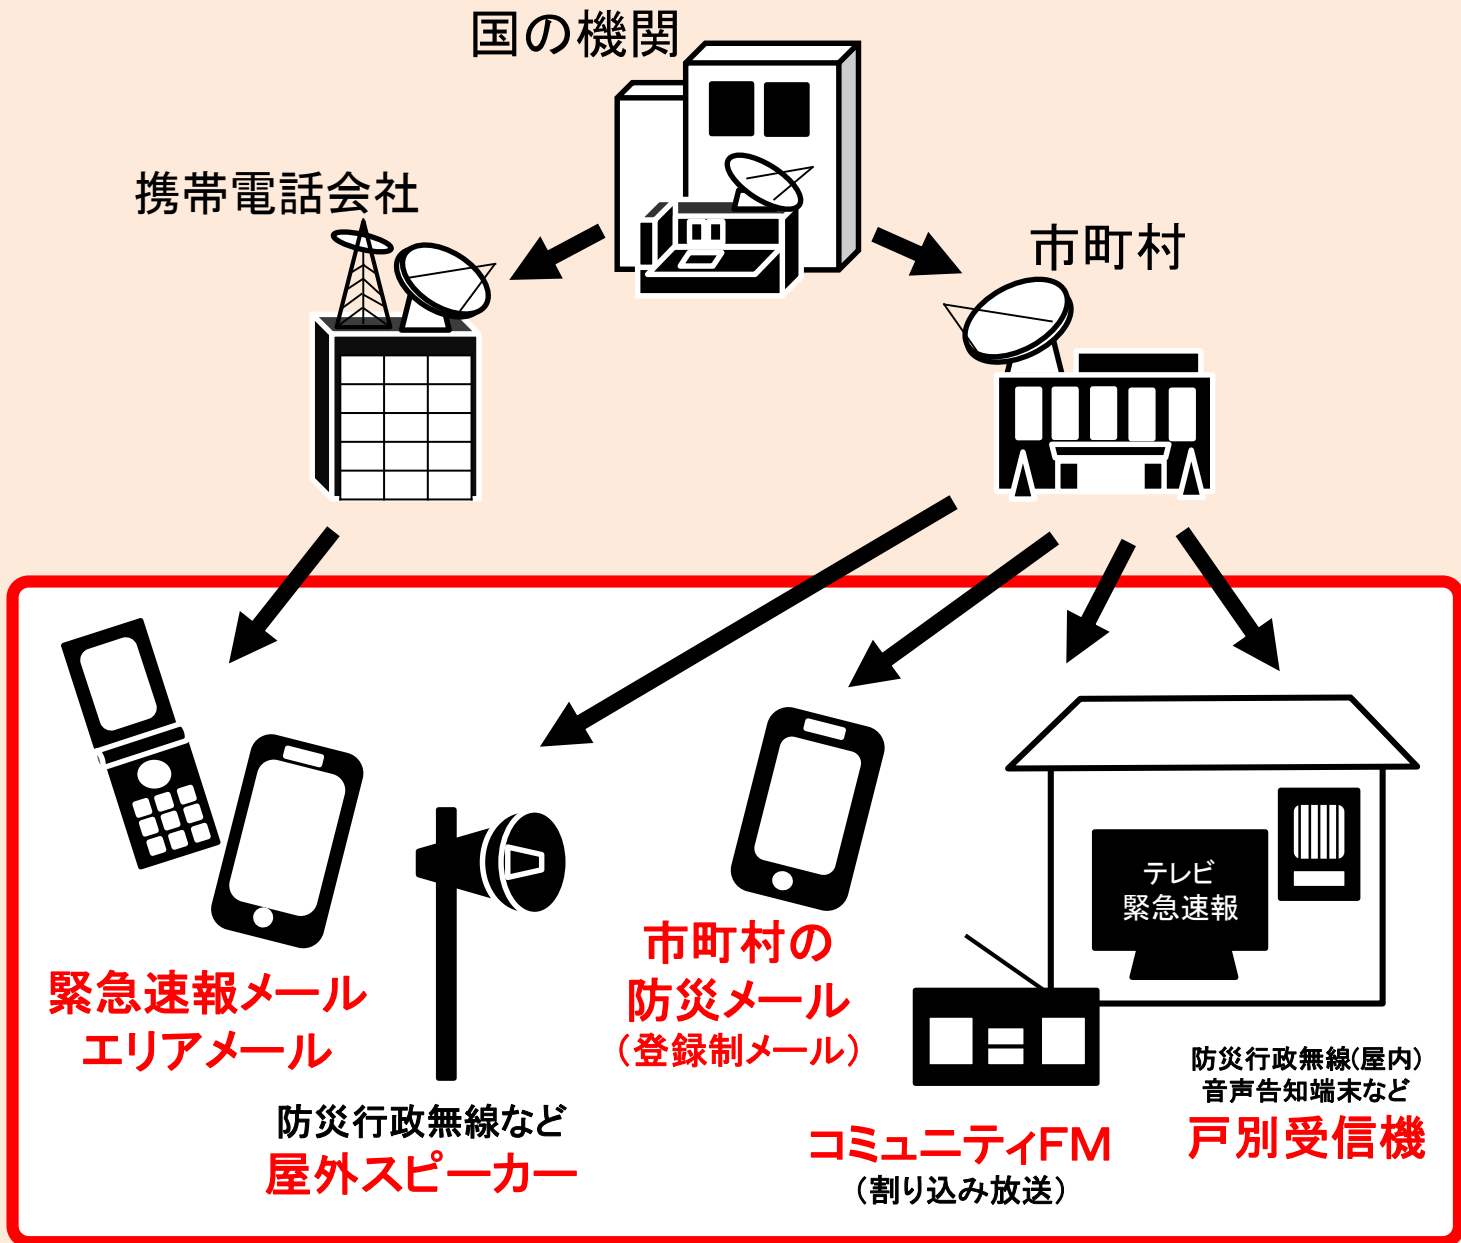 国の機関
携帯電話会社
市町村
テレビ
緊急速報
緊急速報メール
エリアメール
防災行政無線など
屋外スピーカー
市町村の
防災メール
（登録制メール）
コミュニティFM
（割り込み放送）
防災行政無線(屋内)
音声告知端末など
戸別受信機